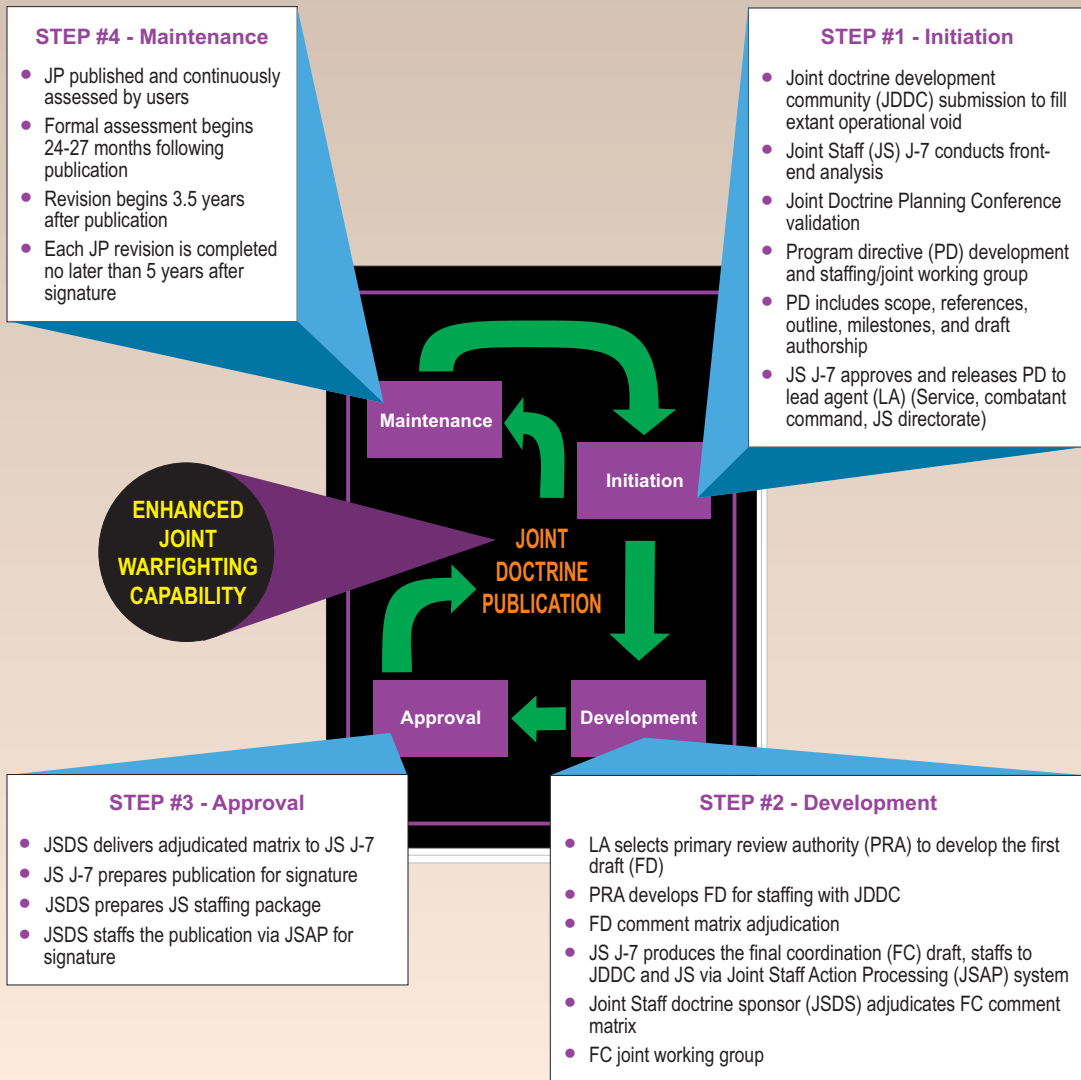 STEP #4 - Maintenance
• JP published and continuously
assessed by users
• Formal assessment begins
24-27 months following
publication
• Revision begins 3.5 years
after publication
• Each JP revision is completed
no later than 5 years after
signature
STEP #1 - Initiation
• Joint doctrine development
community (JDDC) submission to fill
extant operational void
• Joint Staff (JS) J-7 conducts front-
end analysis
• Joint Doctrine Planning Conference
validation
• Program directive (PD) development
and staffing/joint working group
• PD includes scope, references,
outline, milestones, and draft
authorship
• JS J-7 approves and releases PD to
lead agent (LA) (Service, combatant
command, JS directorate)
Maintenance
Initiation
ENHANCED
JOINT
WARFIGHTING
CAPABILITY
JOINT
DOCTRINE
PUBLICATION
Approval
Development
STEP #3 - Approval
• JSDS delivers adjudicated matrix to JS J-7
• JS J-7 prepares publication for signature
• JSDS prepares JS staffing package
• JSDS staffs the publication via JSAP for
signature
STEP #2 - Development
• LA selects primary review authority (PRA) to develop the first
draft (FD)
• PRA develops FD for staffing with JDDC
• FD comment matrix adjudication
• JS J-7 produces the final coordination (FC) draft, staffs to
JDDC and JS via Joint Staff Action Processing (JSAP) system
• Joint Staff doctrine sponsor (JSDS) adjudicates FC comment
matrix
• FC joint working group